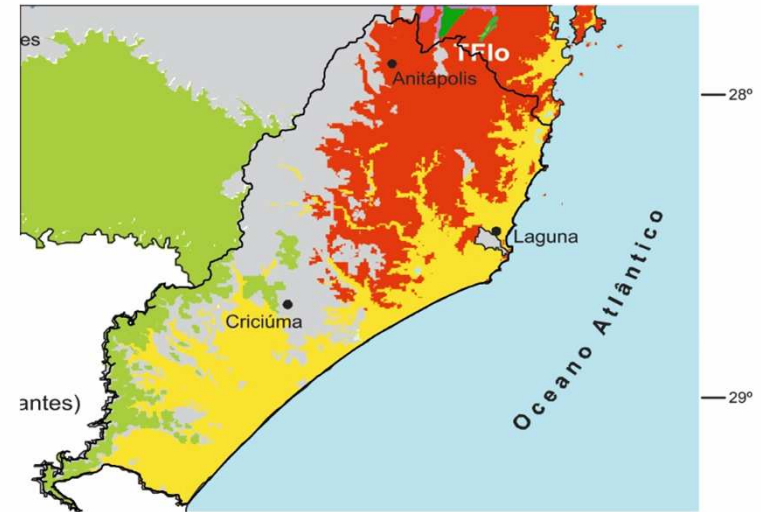 es
TFlo
Anitápolis
28º
Laguna
Oceano Atlântico
Criciúma
antes)
29º